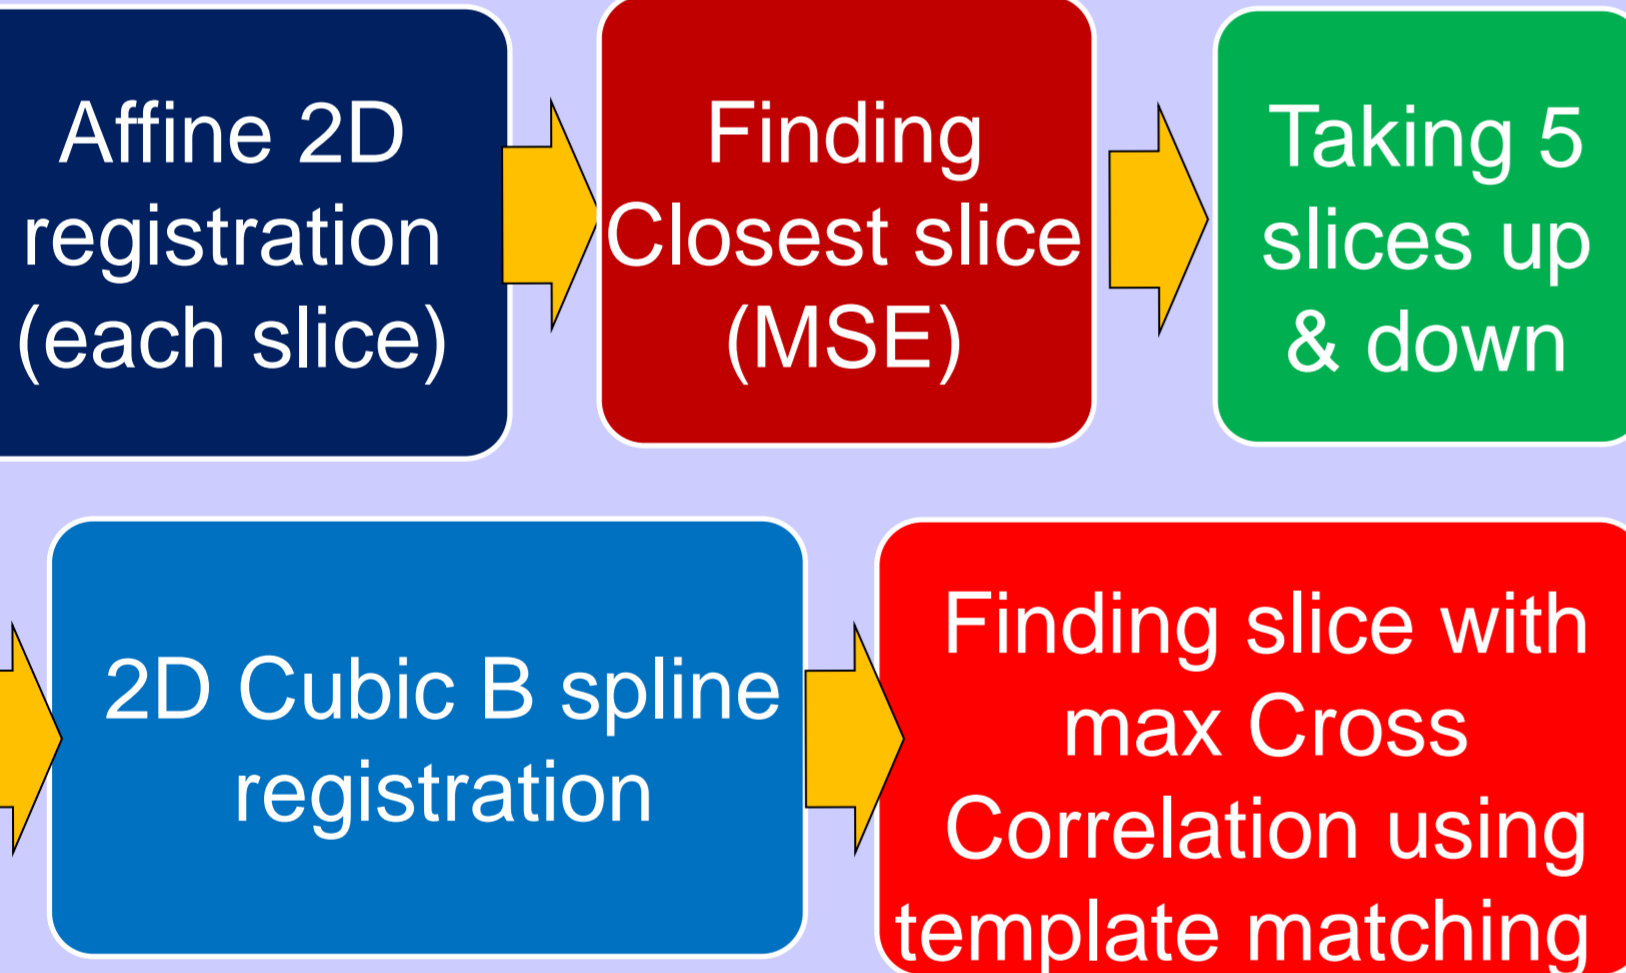 Affine 2D
registration
(each slice)
Finding
Closest slice
(MSE)
Taking 5
slices up
& down
2D Cubic B spline
registration
Finding slice with
max Cross
Correlation using
template matching